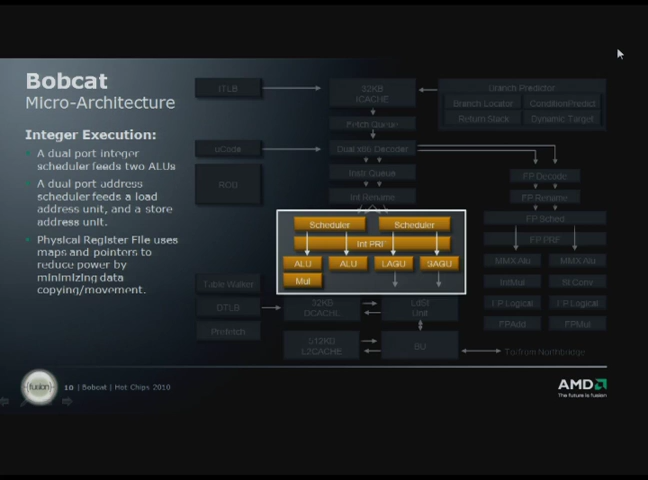 Bobcat
Micro-Architecture
Integer Execution:
A dual port integer
scheduler feeds two ALUs
A dual port address
scheduler feeds a load
address unit, and a store
address unit.
Physical Register File uses
maps and pointers to
reduce power by
minimizing data
copying/movement.
ITLB
32KB
ICACHE
Branch Predictor
Branch Locator
ConditionPredict
Return Stack
Dynamic Target
Fetch Queue
uCode
Dual x86 Decoder
ROU
Instr Queue
Int Rename
FP Decode
FP Rename
FP Sched
FP PRF
Scheduler
Scheduler
Int PRF
ALU
ALU
LAGU
SAGU
Mul
MMX Alu
MMX Alu
IntMul
St Conv
FP Logical
FP Logical
FPAdd
FPMul
Table Walker
DTLB
Prefetch
32KB
DCACHE
Ld/St
Unit
512KB
L2CACHE
BU
To/from Northbridge
fusion
10 | Bobcat | Hot Chips 2010
AMD
The future is fusion